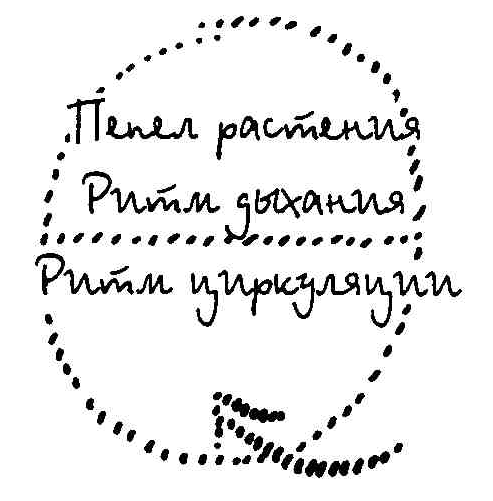 Пепел растения
Ритм дыхания
Ритм циркуляции